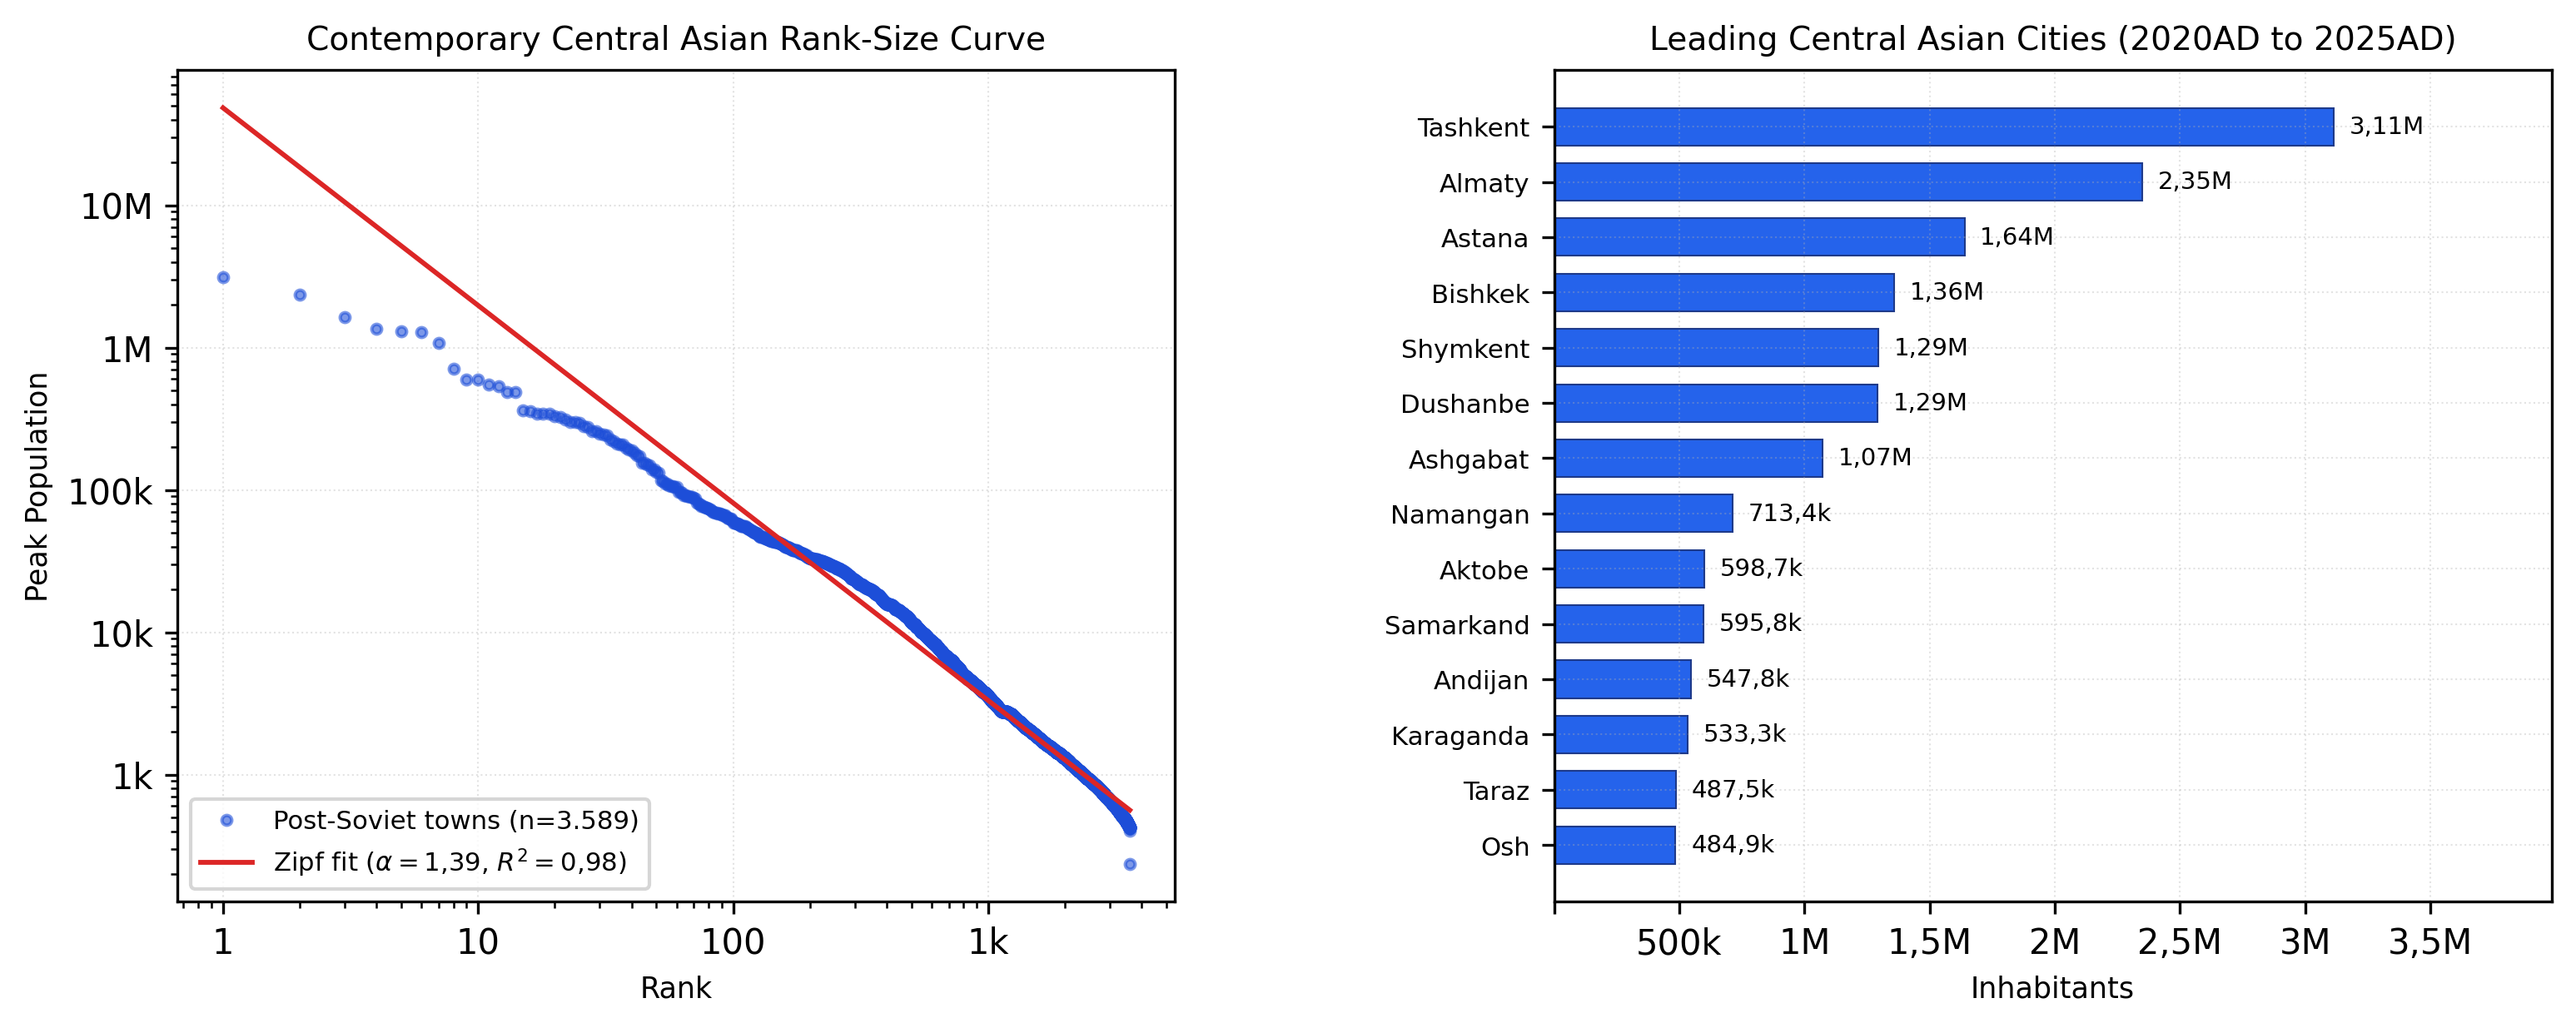 Contemporary Central Asian Rank-Size Curve
Peak Population
10M
1M
100k
10k
1k
1 10 100 1k
Rank
Post-Soviet towns (n=3.589)
Zipf fit (α = 1,39, R² = 0,98)
Leading Central Asian Cities (2020AD to 2025AD)
Tashkent 3,11M
Almaty 2,35M
Astana 1,64M
Bishkek 1,36M
Shymkent 1,29M
Dushanbe 1,29M
Ashgabat 1,07M
Namangan 713,4k
Aktobe 598,7k
Samarkand 595,8k
Andijan 547,8k
Karaganda 533,3k
Taraz 487,5k
Osh 484,9k
500k 1M 1,5M 2M 2,5M 3M 3,5M
Inhabitants